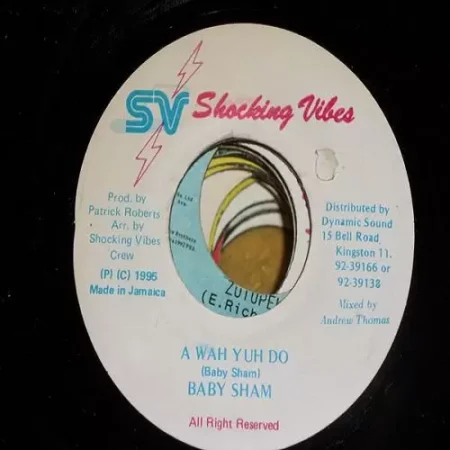 SV Shocking Vibes
Prod. by
Patrick Roberts
Arr. by
Shocking Vibes
Crew
(P) (C) 1995
Made in Jamaica
Distributed by
Dynamic Sound
15 Bell Road
Kingston 11.
92-39166 or
92-39138
Mixed by
Andrew Thomas
(E.Rich
A WAH YUH DO
(Baby Sham)
BABY SHAM
All Right Reserved